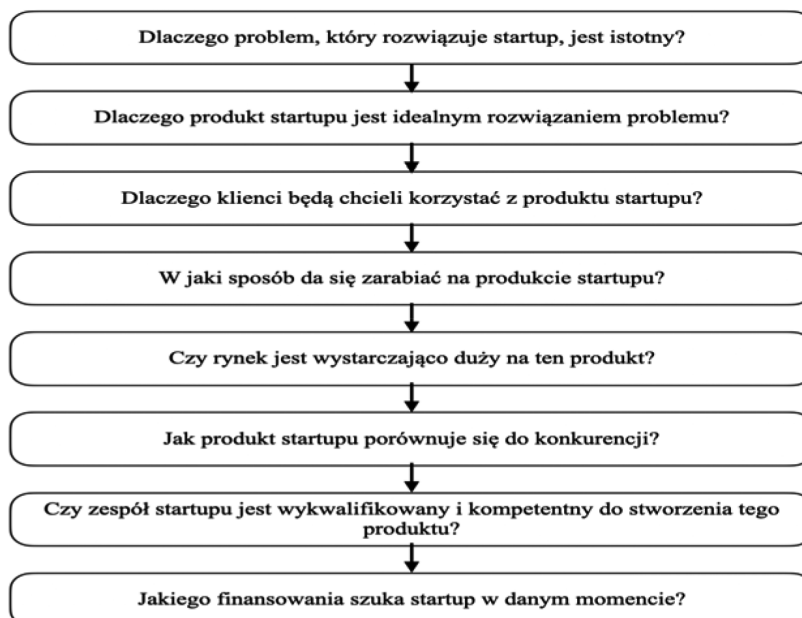 Dlaczego problem, który rozwiązuje startup, jest istotny?
Dlaczego produkt startupu jest idealnym rozwiązaniem problemu?
Dlaczego klienci będą chcieli korzystać z produktu startupu?
W jaki sposób da się zarabiać na produkcie startupu?
Czy rynek jest wystarczająco duży na ten produkt?
Jak produkt startupu porównuje się do konkurencji?
Czy zespół startupu jest wykwalifikowany i kompetentny do stworzenia tego
produktu?
Jakiego finansowania szuka startup w danym momencie?